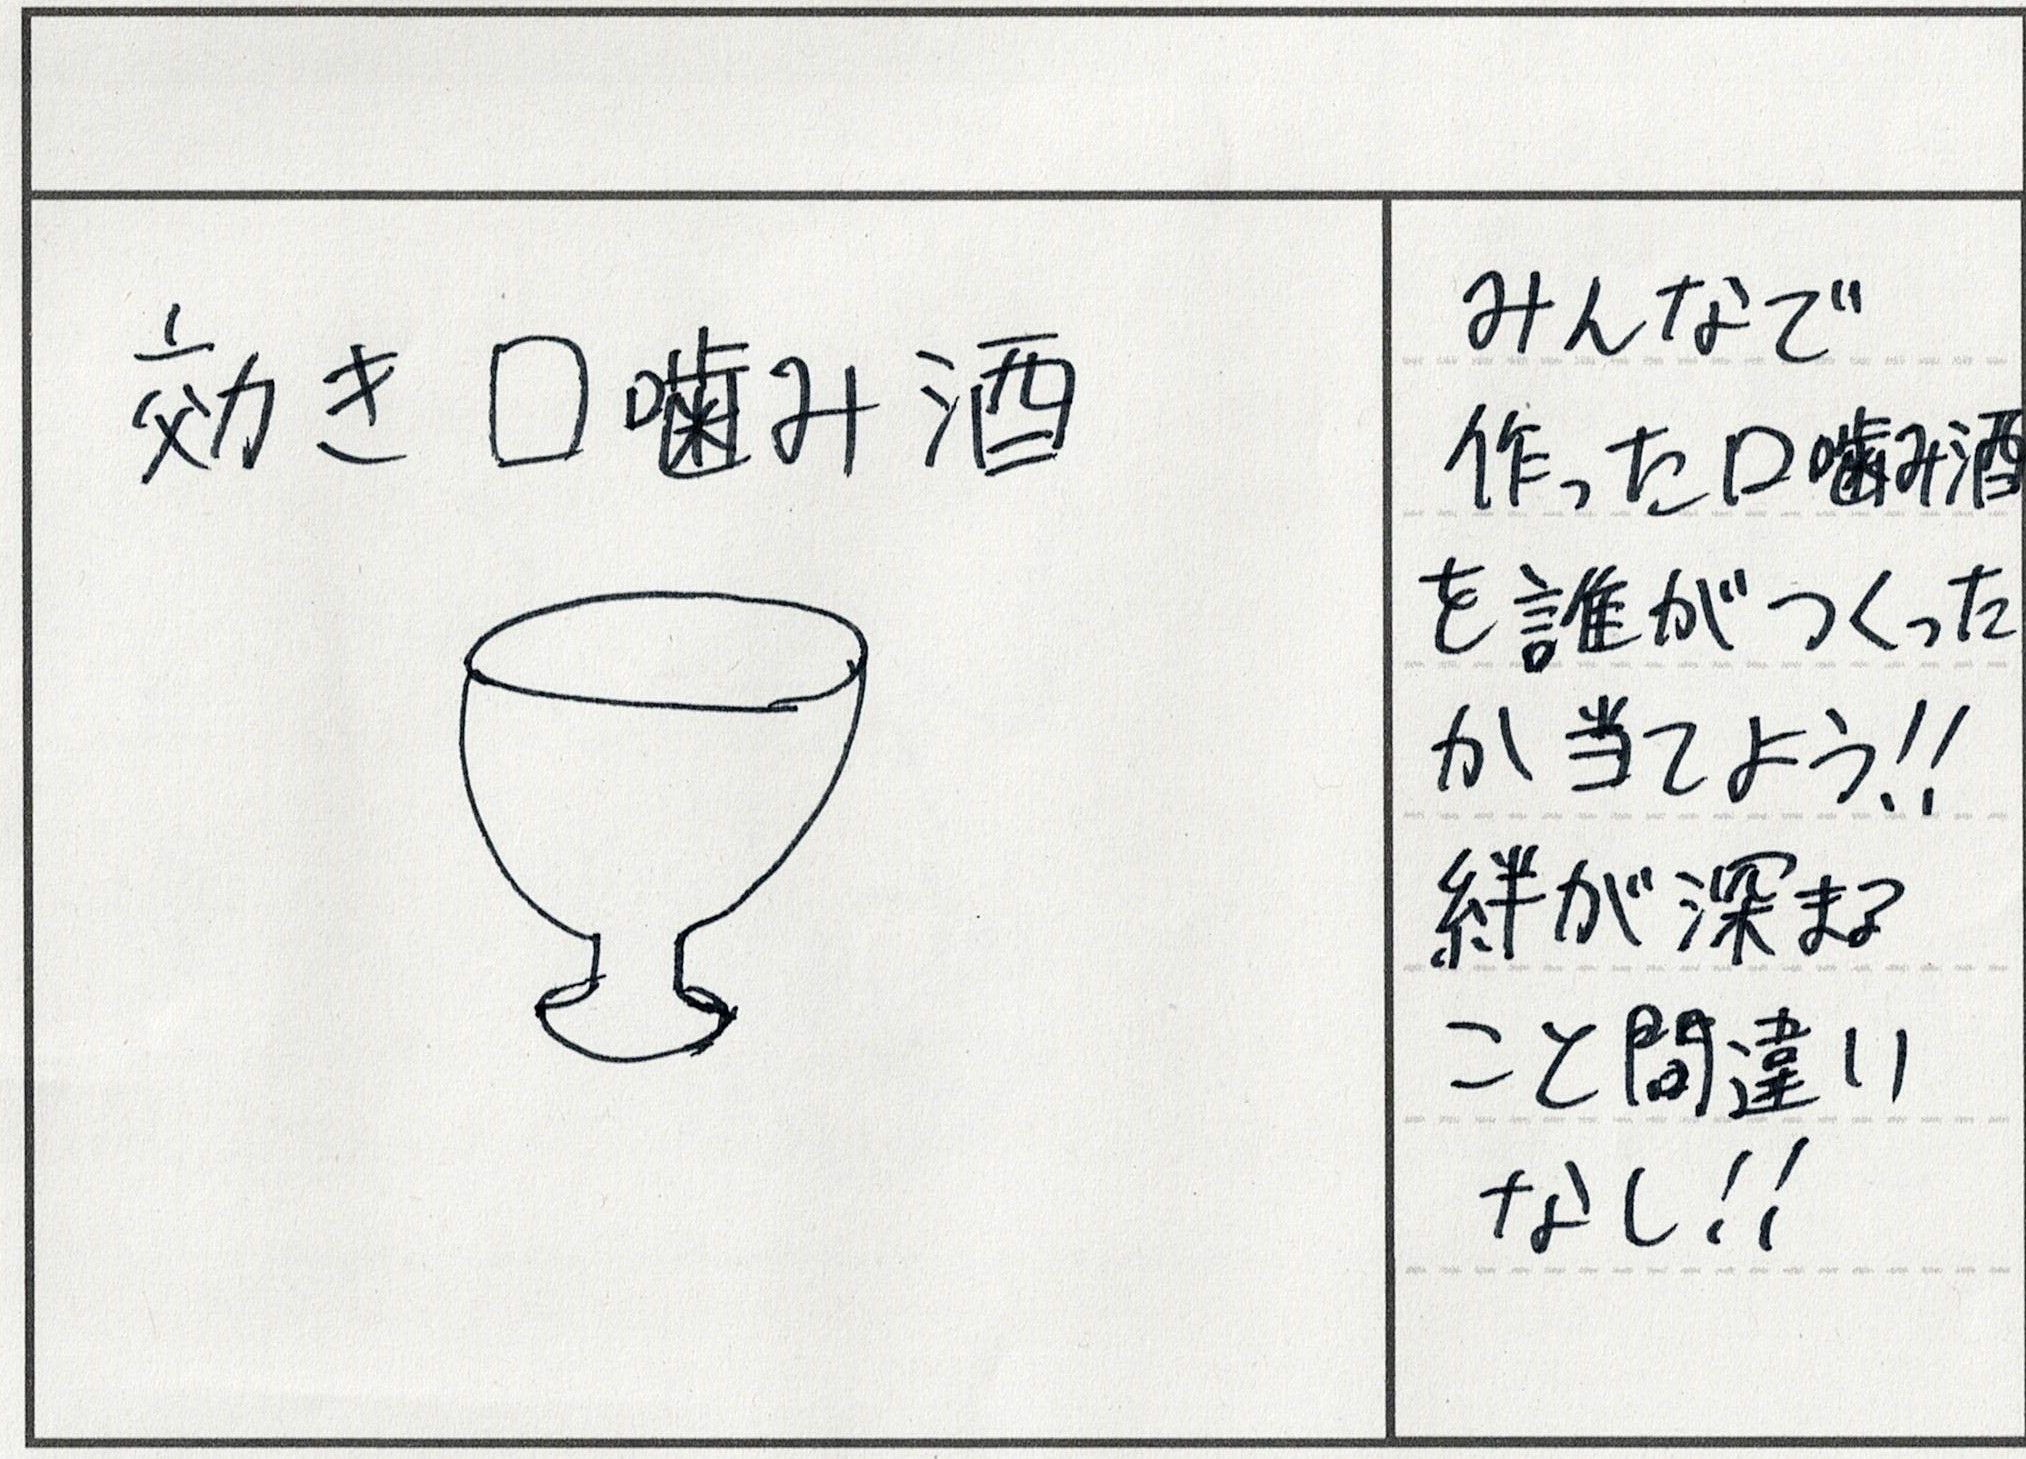 効き口噛み酒
みんなで
作った口噛み酒
を誰がつくった
か当てよう!!
絆が深まる
こと間違い
なし!!